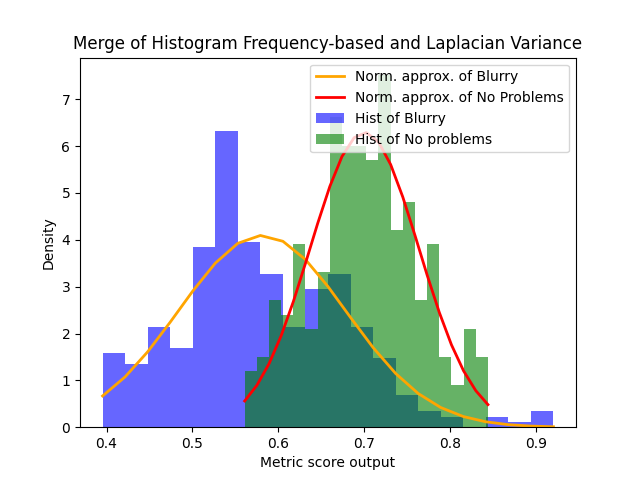 Merge of Histogram Frequency-based and Laplacian Variance
Norm. approx. of Blurry
Norm. approx. of No Problems
Hist of Blurry
Hist of No problems
Density
7
6
5
4
3
2
1
0
0.4 0.5 0.6 0.7 0.8 0.9
Metric score output